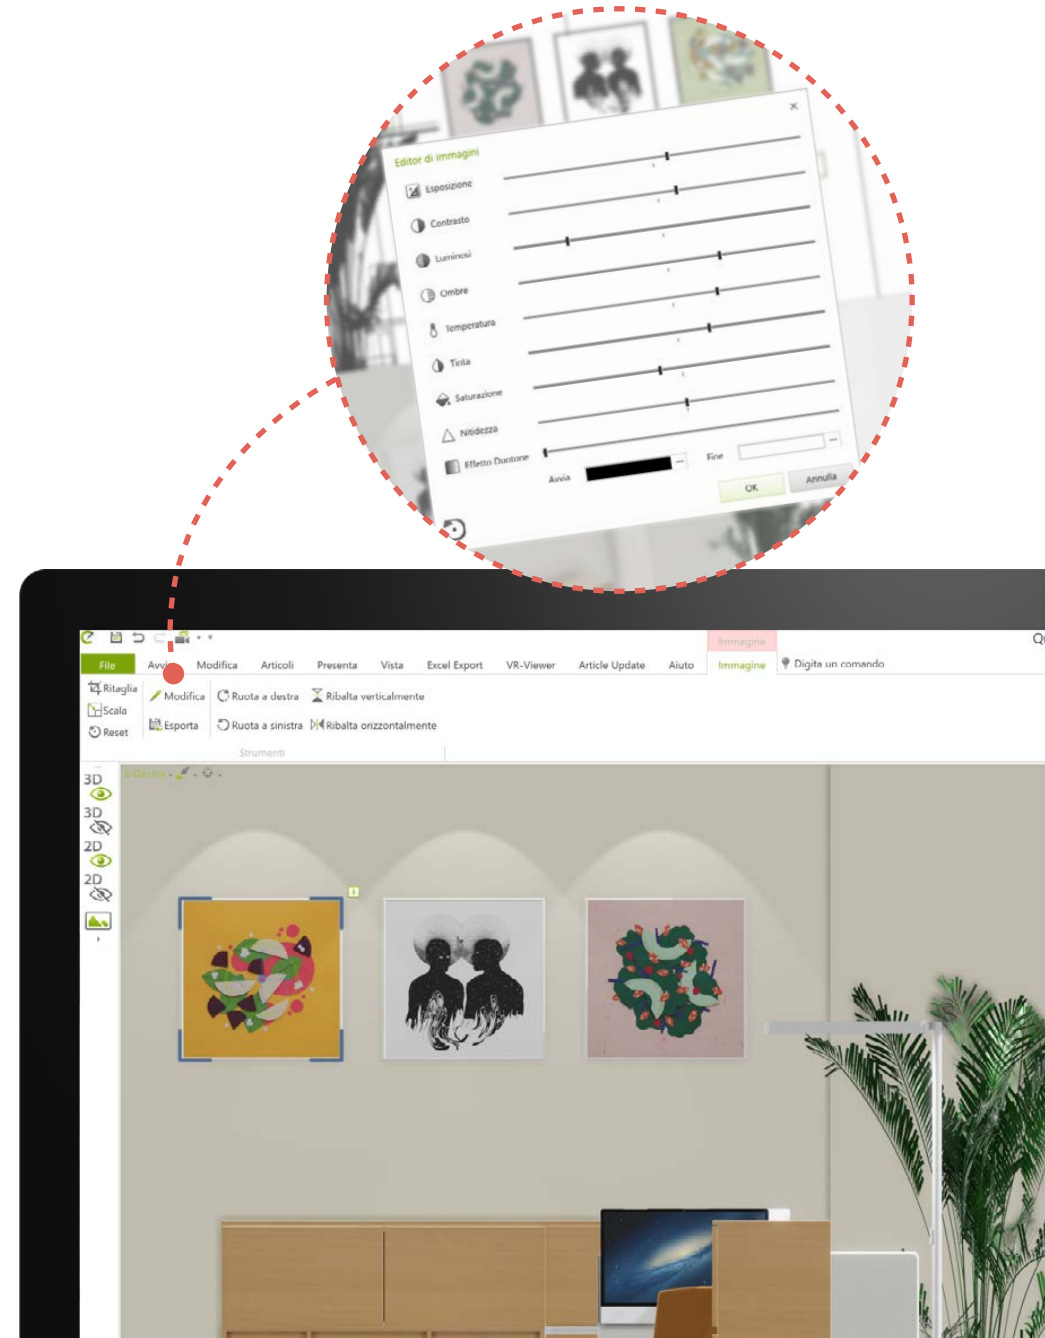 Editor di immagini
Esposizione
Contrasto
Luminosi
Ombre
Temperatura
Tinta
Saturazione
Nitidezza
Effetto Duotone
Avvia
Fine
OK
Annulla
Immagine
File
Modifica
Articoli
Presenta
Vista
Excel Export
VR-Viewer
Article Update
Aiuto
Immagine
Digita un comando
Ritaglia
Scala
Reset
Modifica
Esporta
Ruota a destra
Ruota a sinistra
Ribalta verticalmente
Ribalta orizzontalmente
Strumenti
3D
3D
2D
2D